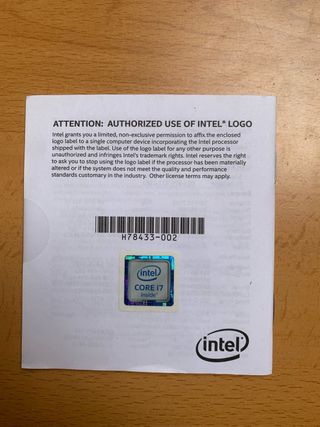 ATTENTION: AUTHORIZED USE OF INTEL® LOGO
Intel grants you a limited, non-exclusive permission to affix the enclosed
logo label to a single computer device incorporating the Intel processor
shipped with the label. Use of the logo label for any other purpose is
unauthorized and infringes Intel's trademark rights. Intel reserves the right
to ask you to stop using the logo label if the processor has been materially
altered or if the system does not meet the quality and performance
standards customary in the industry. Other license terms may apply.
H78433-002
intel
CORE i7
inside™
intel